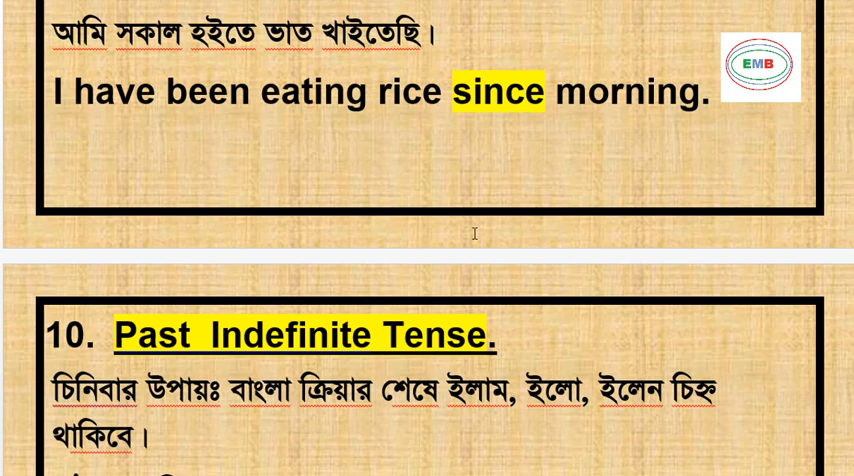 আমি সকাল হইতে ভাত খাইতেছি।
EMB
I have been eating rice since morning.
10. Past Indefinite Tense.
চিনিবার উপায়ঃ বাংলা ক্রিয়ার শেষে ইলাম, ইলো, ইলেন চিহ্ন
থাকিবে।